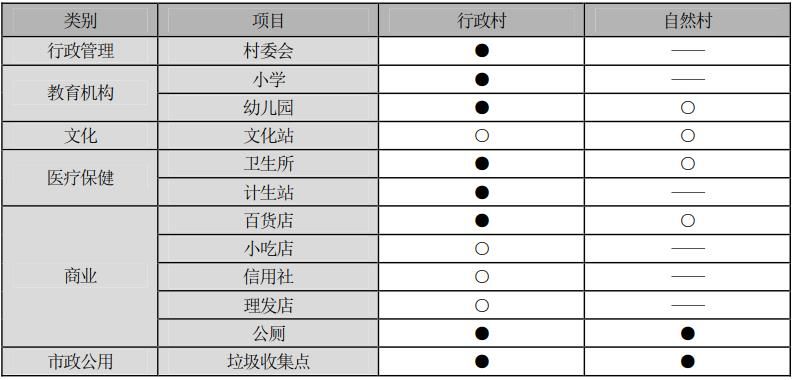 类别 项目 行政村 自然村
行政管理 村委会 ● ——
教育机构 小学 ● ——
幼儿园 ● ○
文化 文化站 ○ ○
医疗保健 卫生所 ● ○
计生站 ● ——
商业 百货店 ● ○
小吃店 ○ ——
信用社 ○ ——
理发店 ○ ——
公厕 ● ●
市政公用 垃圾收集点 ● ●